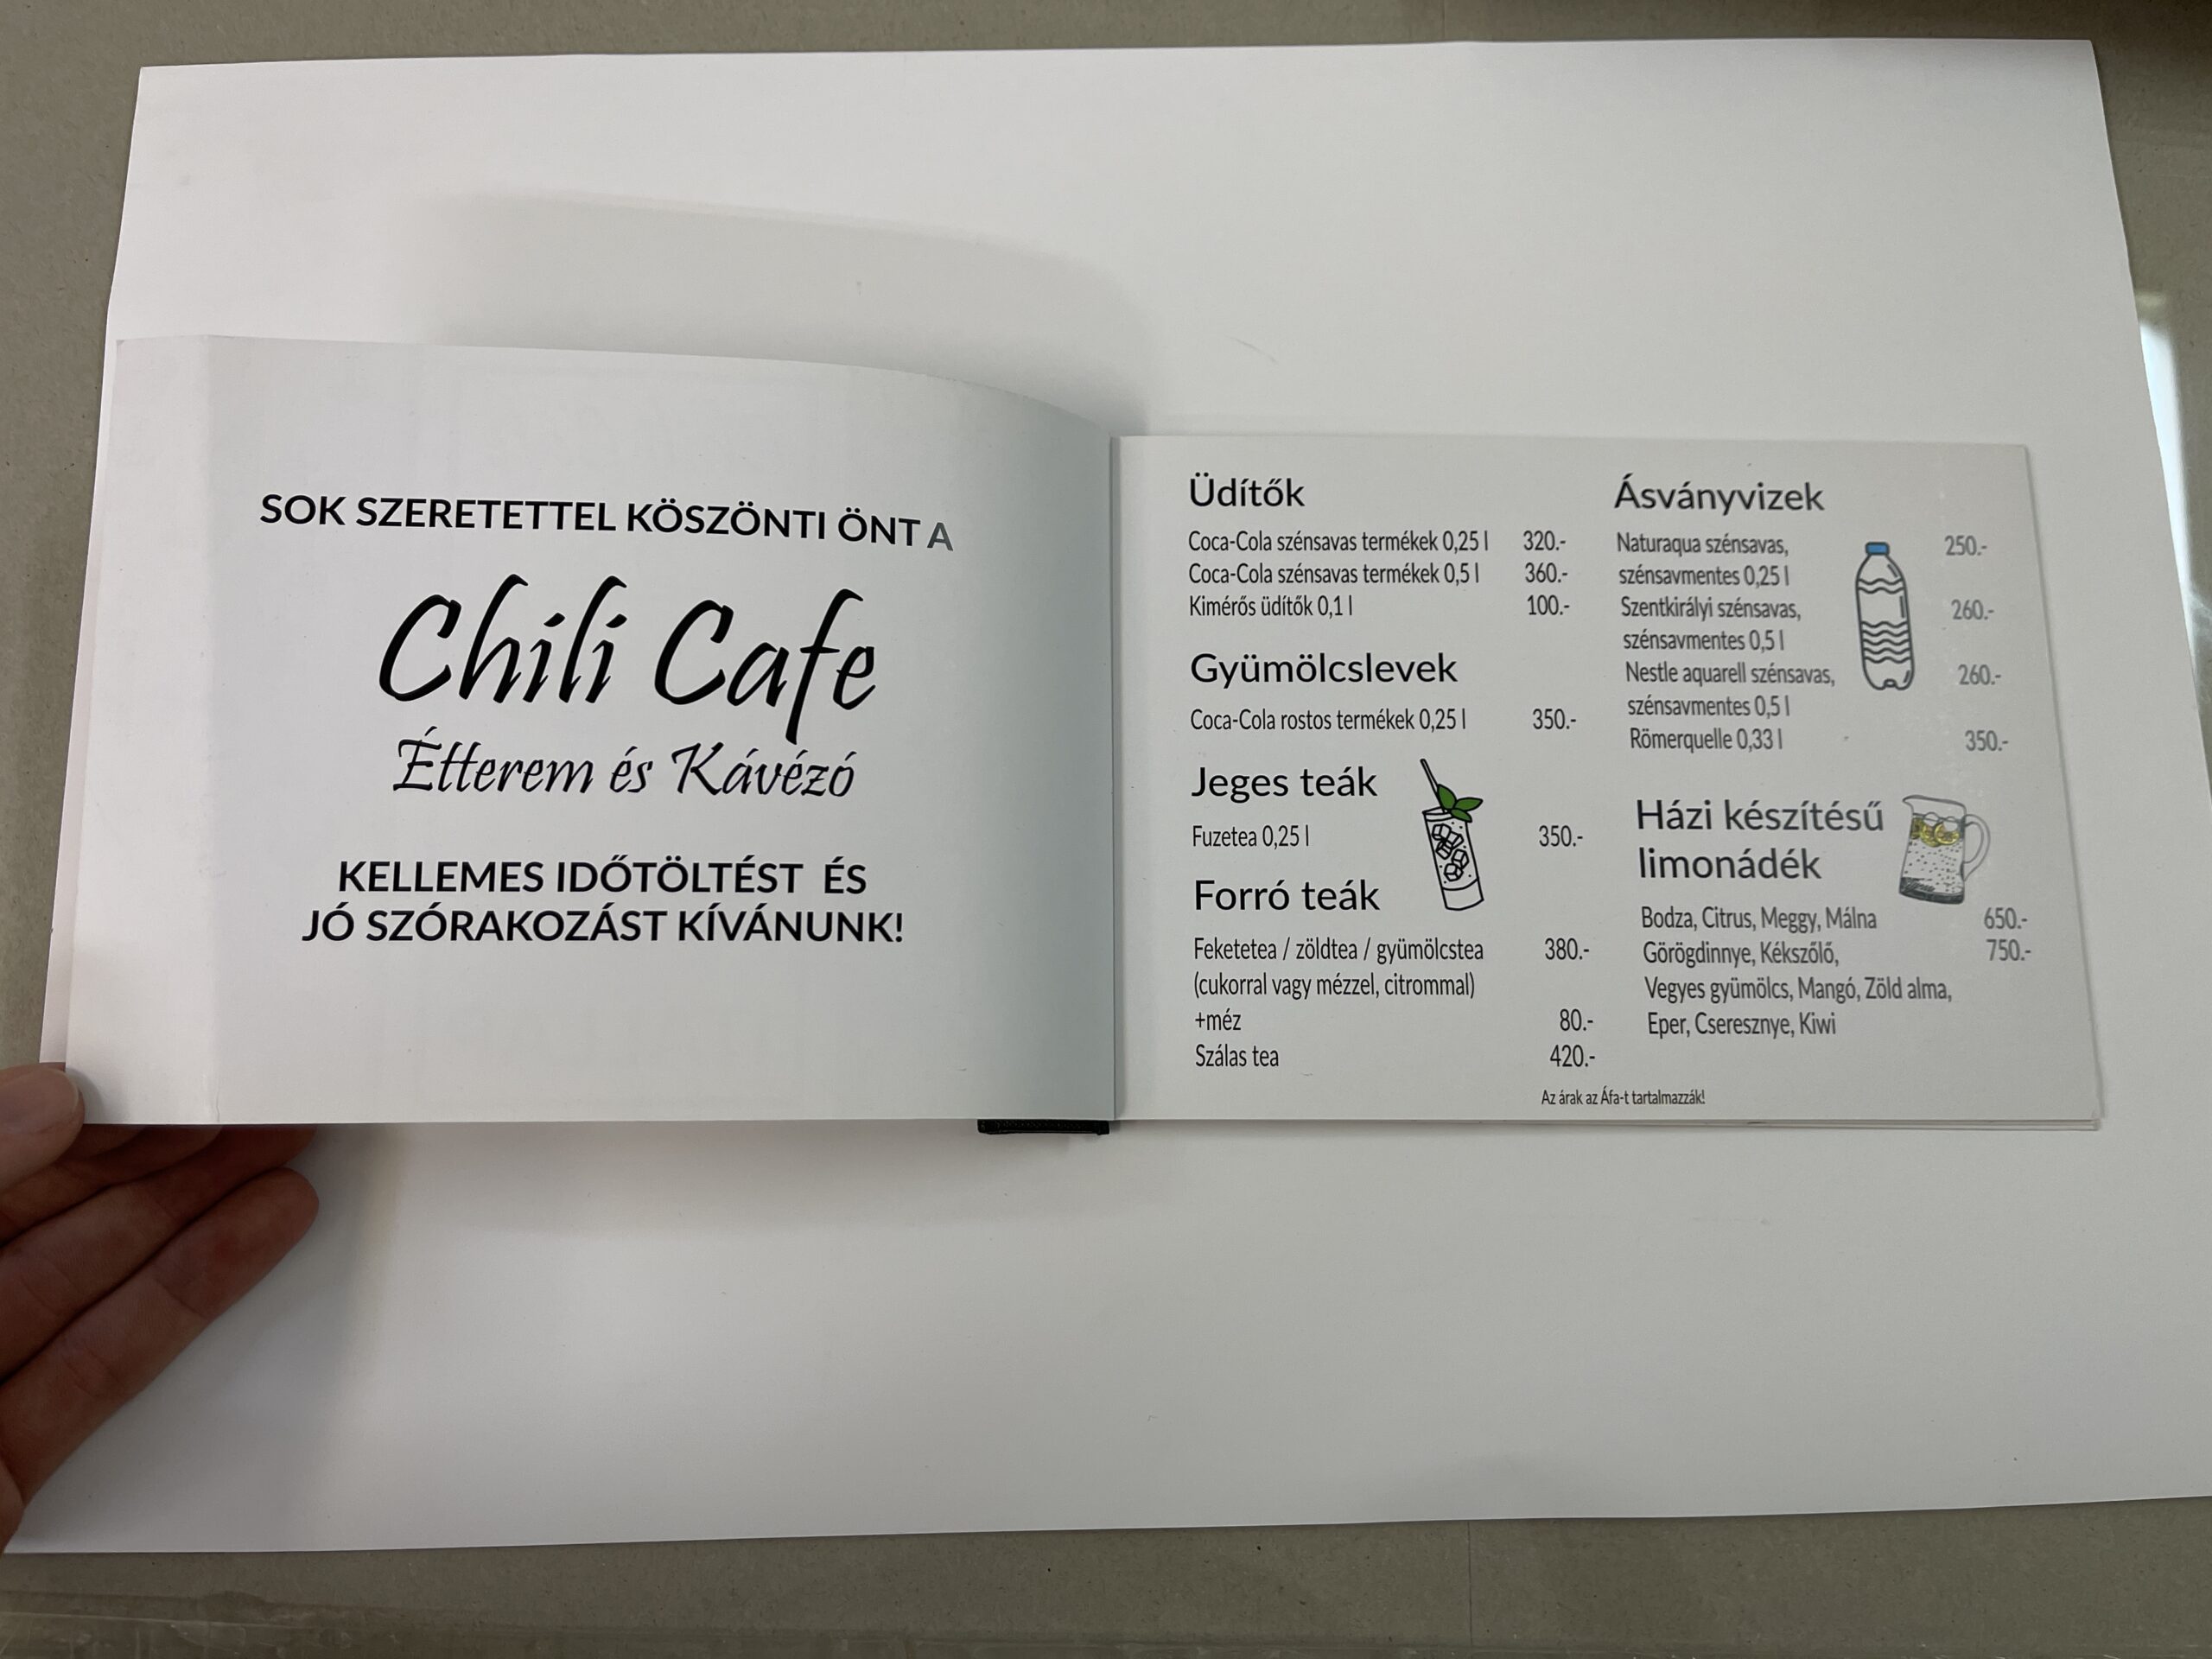 SOK SZERETETTEL KÖSZÖNTI ÖNT A
Chili Cafe
Étterem és Kávézó
KELLEMES IDŐTÖLTÉST ÉS
JÓ SZÓRAKOZÁST KÍVÁNUNK!
Üdítők
Coca-Cola szénsavas termékek 0,25 l 320.-
Coca-Cola szénsavas termékek 0,5 l 360.-
Kimérős üdítők 0,1 l 100.-
Gyümölcslevek
Coca-Cola rostos termékek 0,25 l 350.-
Jeges teák
Fuzetea 0,25 l 350.-
Forró teák
Feketetea / zöldtea / gyümölcstea 380.-
(cukorral vagy mézzel, citrommal)
+méz 80.-
Szálas tea 420.-
Ásványvizek
Naturaqua szénsavas, 250.-
szénsavmentes 0,25 l
Szentkirályi szénsavas, 260.-
szénsavmentes 0,5 l
Nestle aquarell szénsavas, 260.-
szénsavmentes 0,5 l
Römerquelle 0,33 l 350.-
Házi készítésű
limonádék
Bodza, Citrus, Meggy, Málna 650.-
Görögdinnye, Kékszőlő, 750.-
Vegyes gyümölcs, Mangó, Zöld alma,
Eper, Cseresznye, Kiwi
Az árak az Áfa-t tartalmazzák!